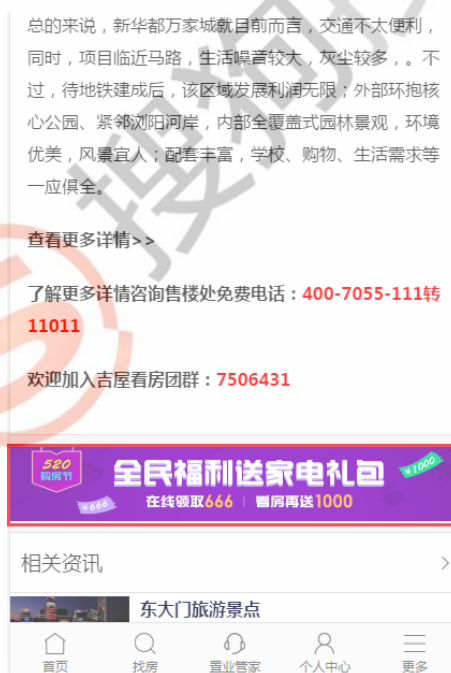 总的来说，新华都万家城就目前而言，交通不太便利，
同时，项目临近马路，生活噪音较大，灰尘较多，。不
过，待地铁建成后，该区域发展利润无限；外部环抱核
心公园、紧邻浏阳河岸，内部全覆盖式园林景观，环境
优美，风景宜人；配套丰富，学校、购物、生活需求等
一应俱全。
查看更多详情>>
了解更多详情咨询售楼处免费电话：400-7055-111转
11011
欢迎加入吉屋看房团群：7506431
520
购房节
全民福利送家电礼包
¥1000
¥666
在线领取666 | 看房再送1000
相关资讯
东大门旅游景点
首页 找房 置业管家 个人中心 更多